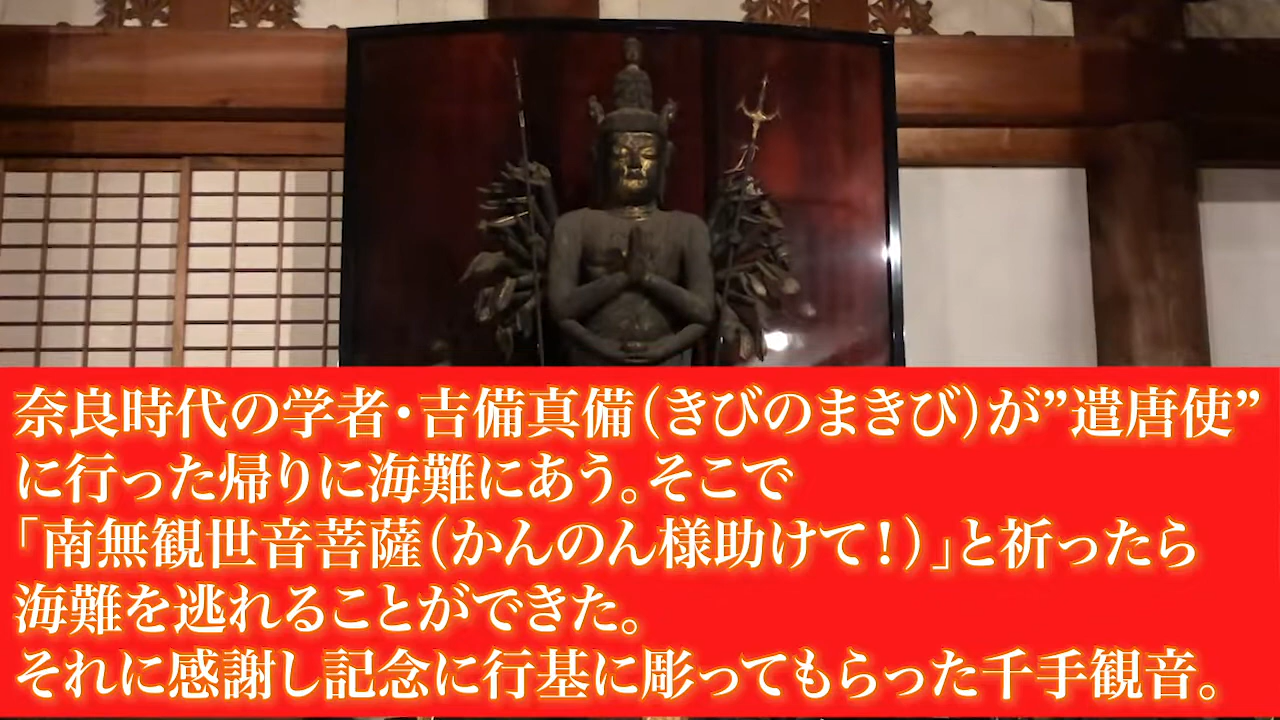 奈良時代の学者・吉備真備（きびのまきび）が”遣唐使”
に行った帰りに海難にあう。そこで
「南無観世音菩薩（かんのん様助けて！）」と祈ったら
海難を逃れることができた。
それに感謝し記念に行基に彫ってもらった千手観音。